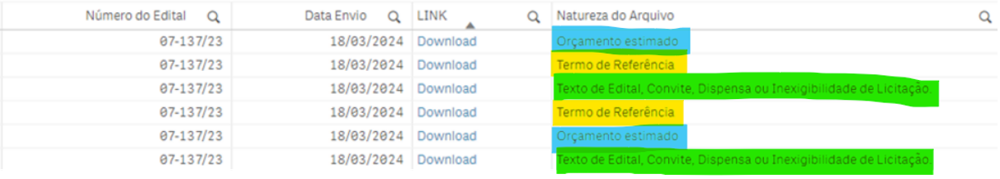 Número do Edital Data Envio LINK Natureza do Arquivo
07-137/23 18/03/2024 Download Orçamento estimado
07-137/23 18/03/2024 Download Termo de Referência
07-137/23 18/03/2024 Download Texto de Edital, Convite, Dispensa ou Inexigibilidade de Licitação.
07-137/23 18/03/2024 Download Termo de Referência
07-137/23 18/03/2024 Download Orçamento estimado
07-137/23 18/03/2024 Download Texto de Edital, Convite, Dispensa ou Inexigibilidade de Licitação.